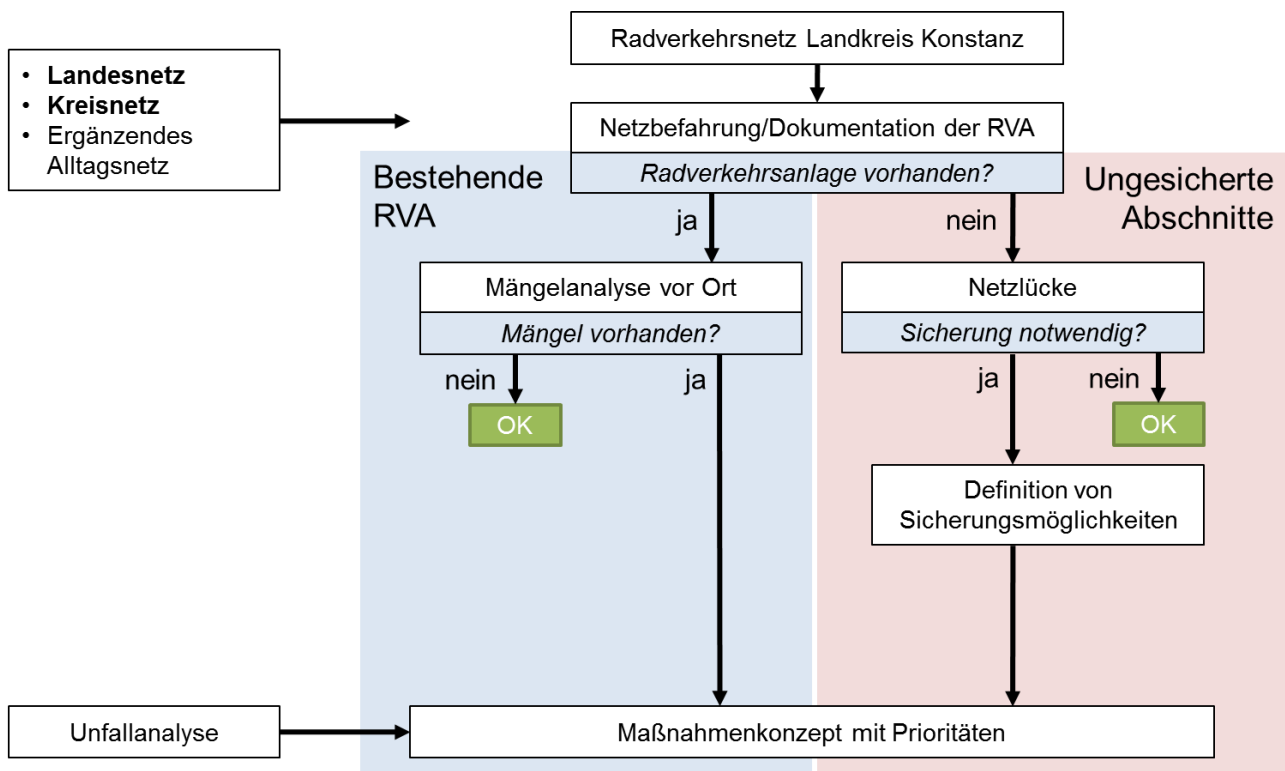 Radverkehrsnetz Landkreis Konstanz
• Landesnetz
• Kreisnetz
• Ergänzendes
Alltagsnetz
Netzbefahrung/Dokumentation der RVA
Radverkehrsanlage vorhanden?
Bestehende
RVA
Ungesicherte
Abschnitte
ja
nein
Mängelanalyse vor Ort
Mängel vorhanden?
Netzlücke
Sicherung notwendig?
nein
ja
ja
nein
OK
OK
Definition von
Sicherungsmöglichkeiten
Unfallanalyse
Maßnahmenkonzept mit Prioritäten